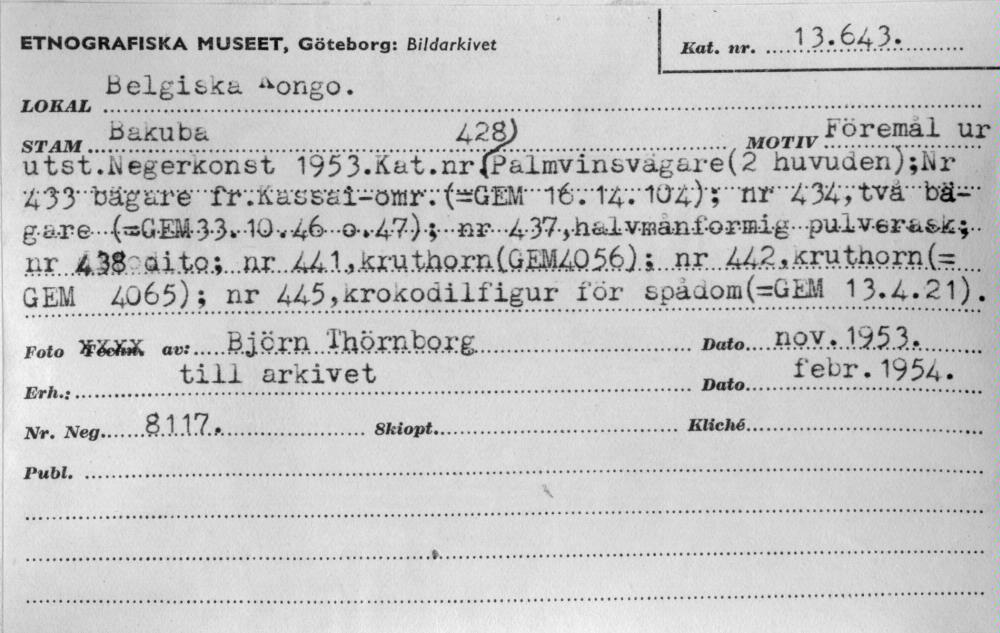 ETNOGRAFISKA MUSEET, Göteborg: Bildarkivet
Kat. nr. 13.643.
LOKAL Belgiska Kongo.
STAM Bakuba 428) MOTIV Föremål ur
utst.Negerkonst 1953.Kat.nr(Palmvinsvägare(2 huvuden);Nr
433 bägare fr.Kassai-omr.(=GEM 16.14.104); nr 434,två bä-
gare (=GEM 33.10.46 o.47); nr 437,halvmånformig pulverask;
nr 438 dito; nr 441,kruthorn(GEM4056); nr 442,kruthorn(=
GEM 4065); nr 445,krokodilfigur för spådom(=GEM 13.4.21).
Foto XXXX av: Björn Thörnborg Dato nov.1953.
Erh.: till arkivet Dato febr.1954.
Nr. Neg. 8117. Skiopt. Kliché
Publ.